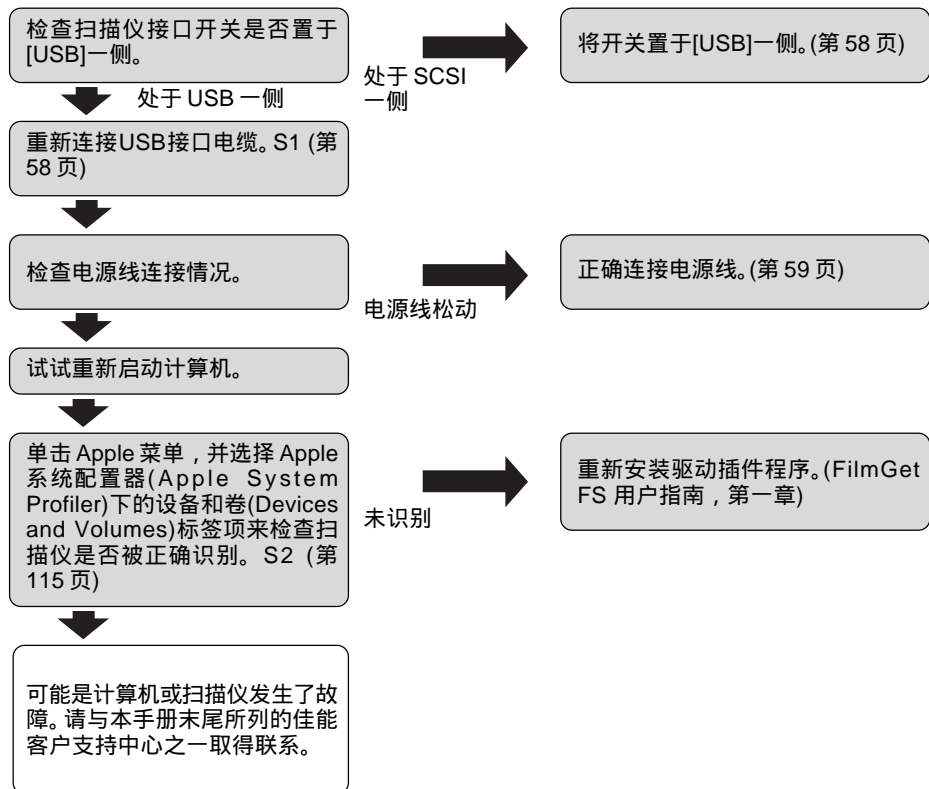 检查扫描仪接口开关是否置于
[USB]一侧。
处于 SCSI
一侧
将开关置于[USB]一侧。(第 58 页)
处于 USB 一侧
重新连接USB接口电缆。S1 (第
58 页)
检查电源线连接情况。
电源线松动
正确连接电源线。(第 59 页)
试试重新启动计算机。
单击 Apple 菜单，并选择 Apple
系统配置器(Apple System
Profiler)下的设备和卷(Devices
and Volumes)标签项来检查扫
描仪是否被正确识别。S2 (第
115 页)
未识别
重新安装驱动插件程序。(FilmGet
FS 用户指南，第一章)
可能是计算机或扫描仪发生了故
障。请与本手册末尾所列的佳能
客户支持中心之一取得联系。